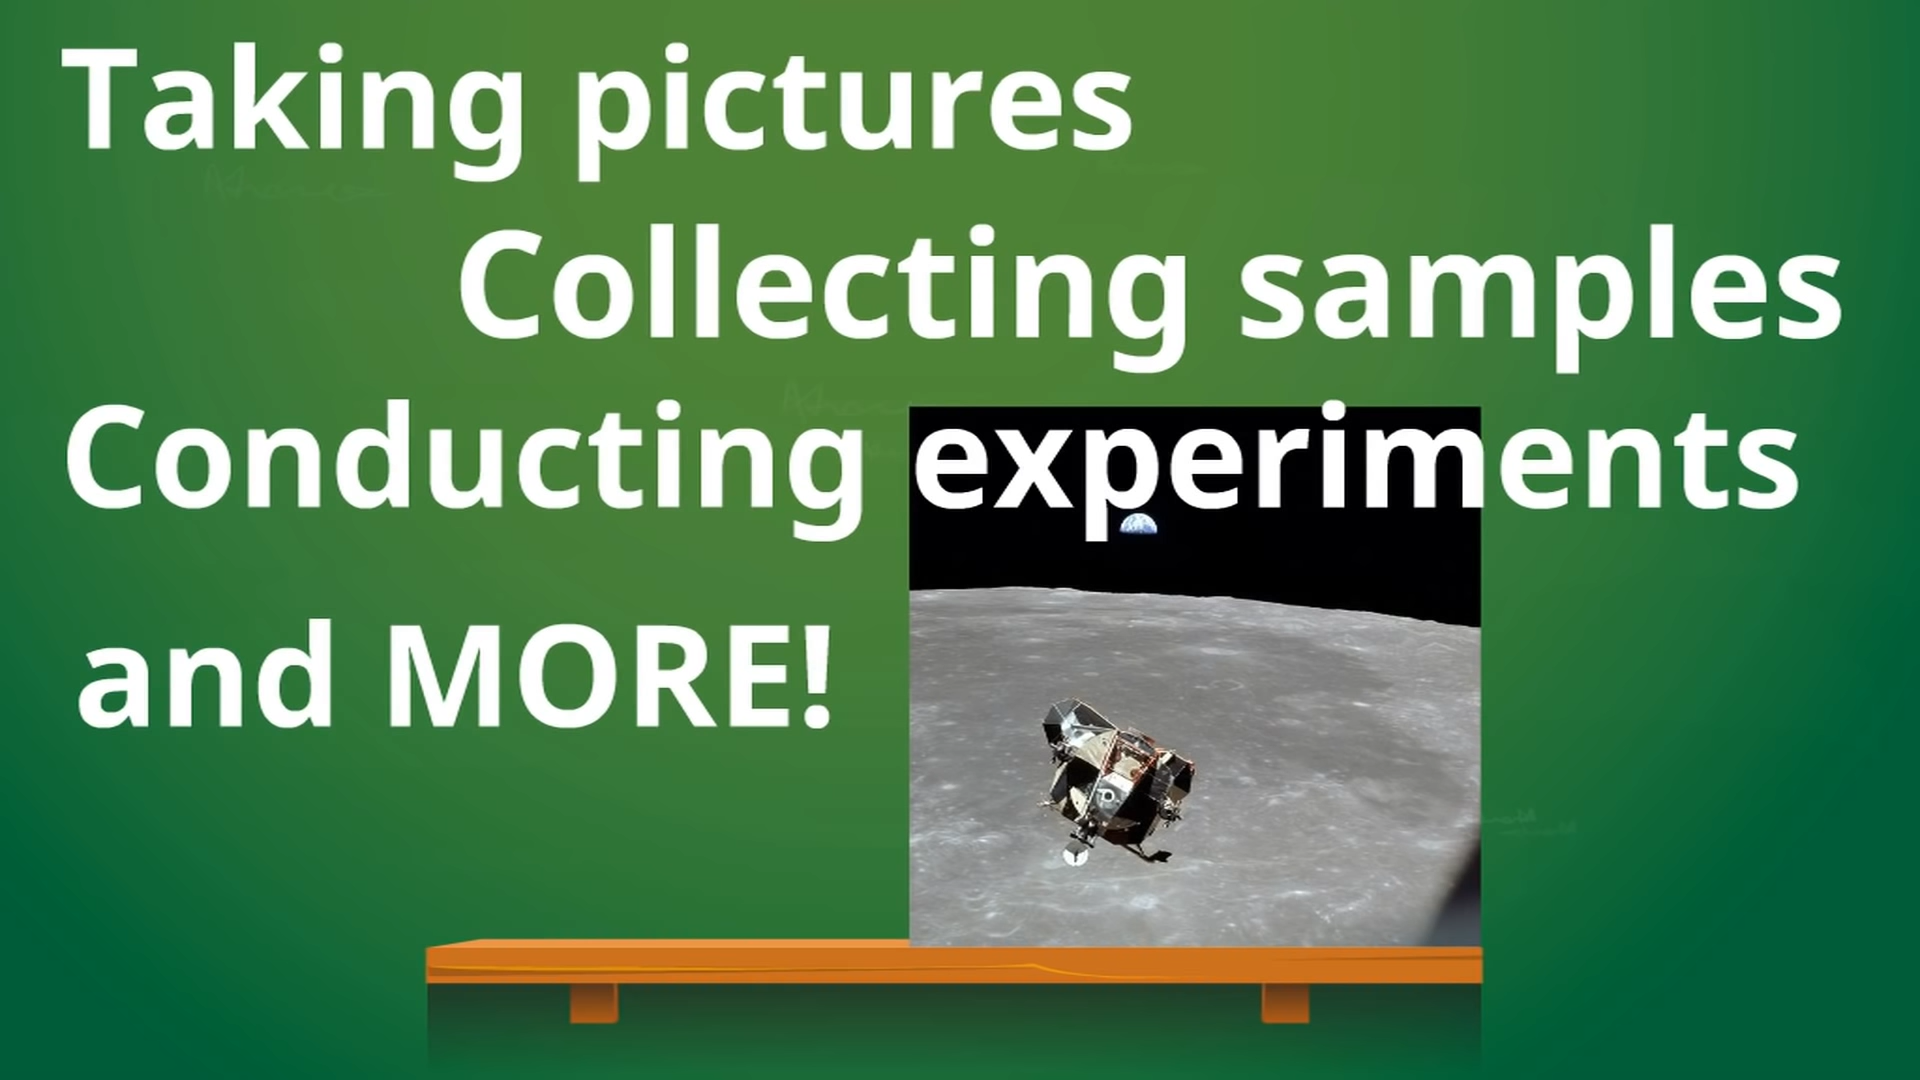 Taking pictures
Collecting samples
Conducting experiments
and MORE!